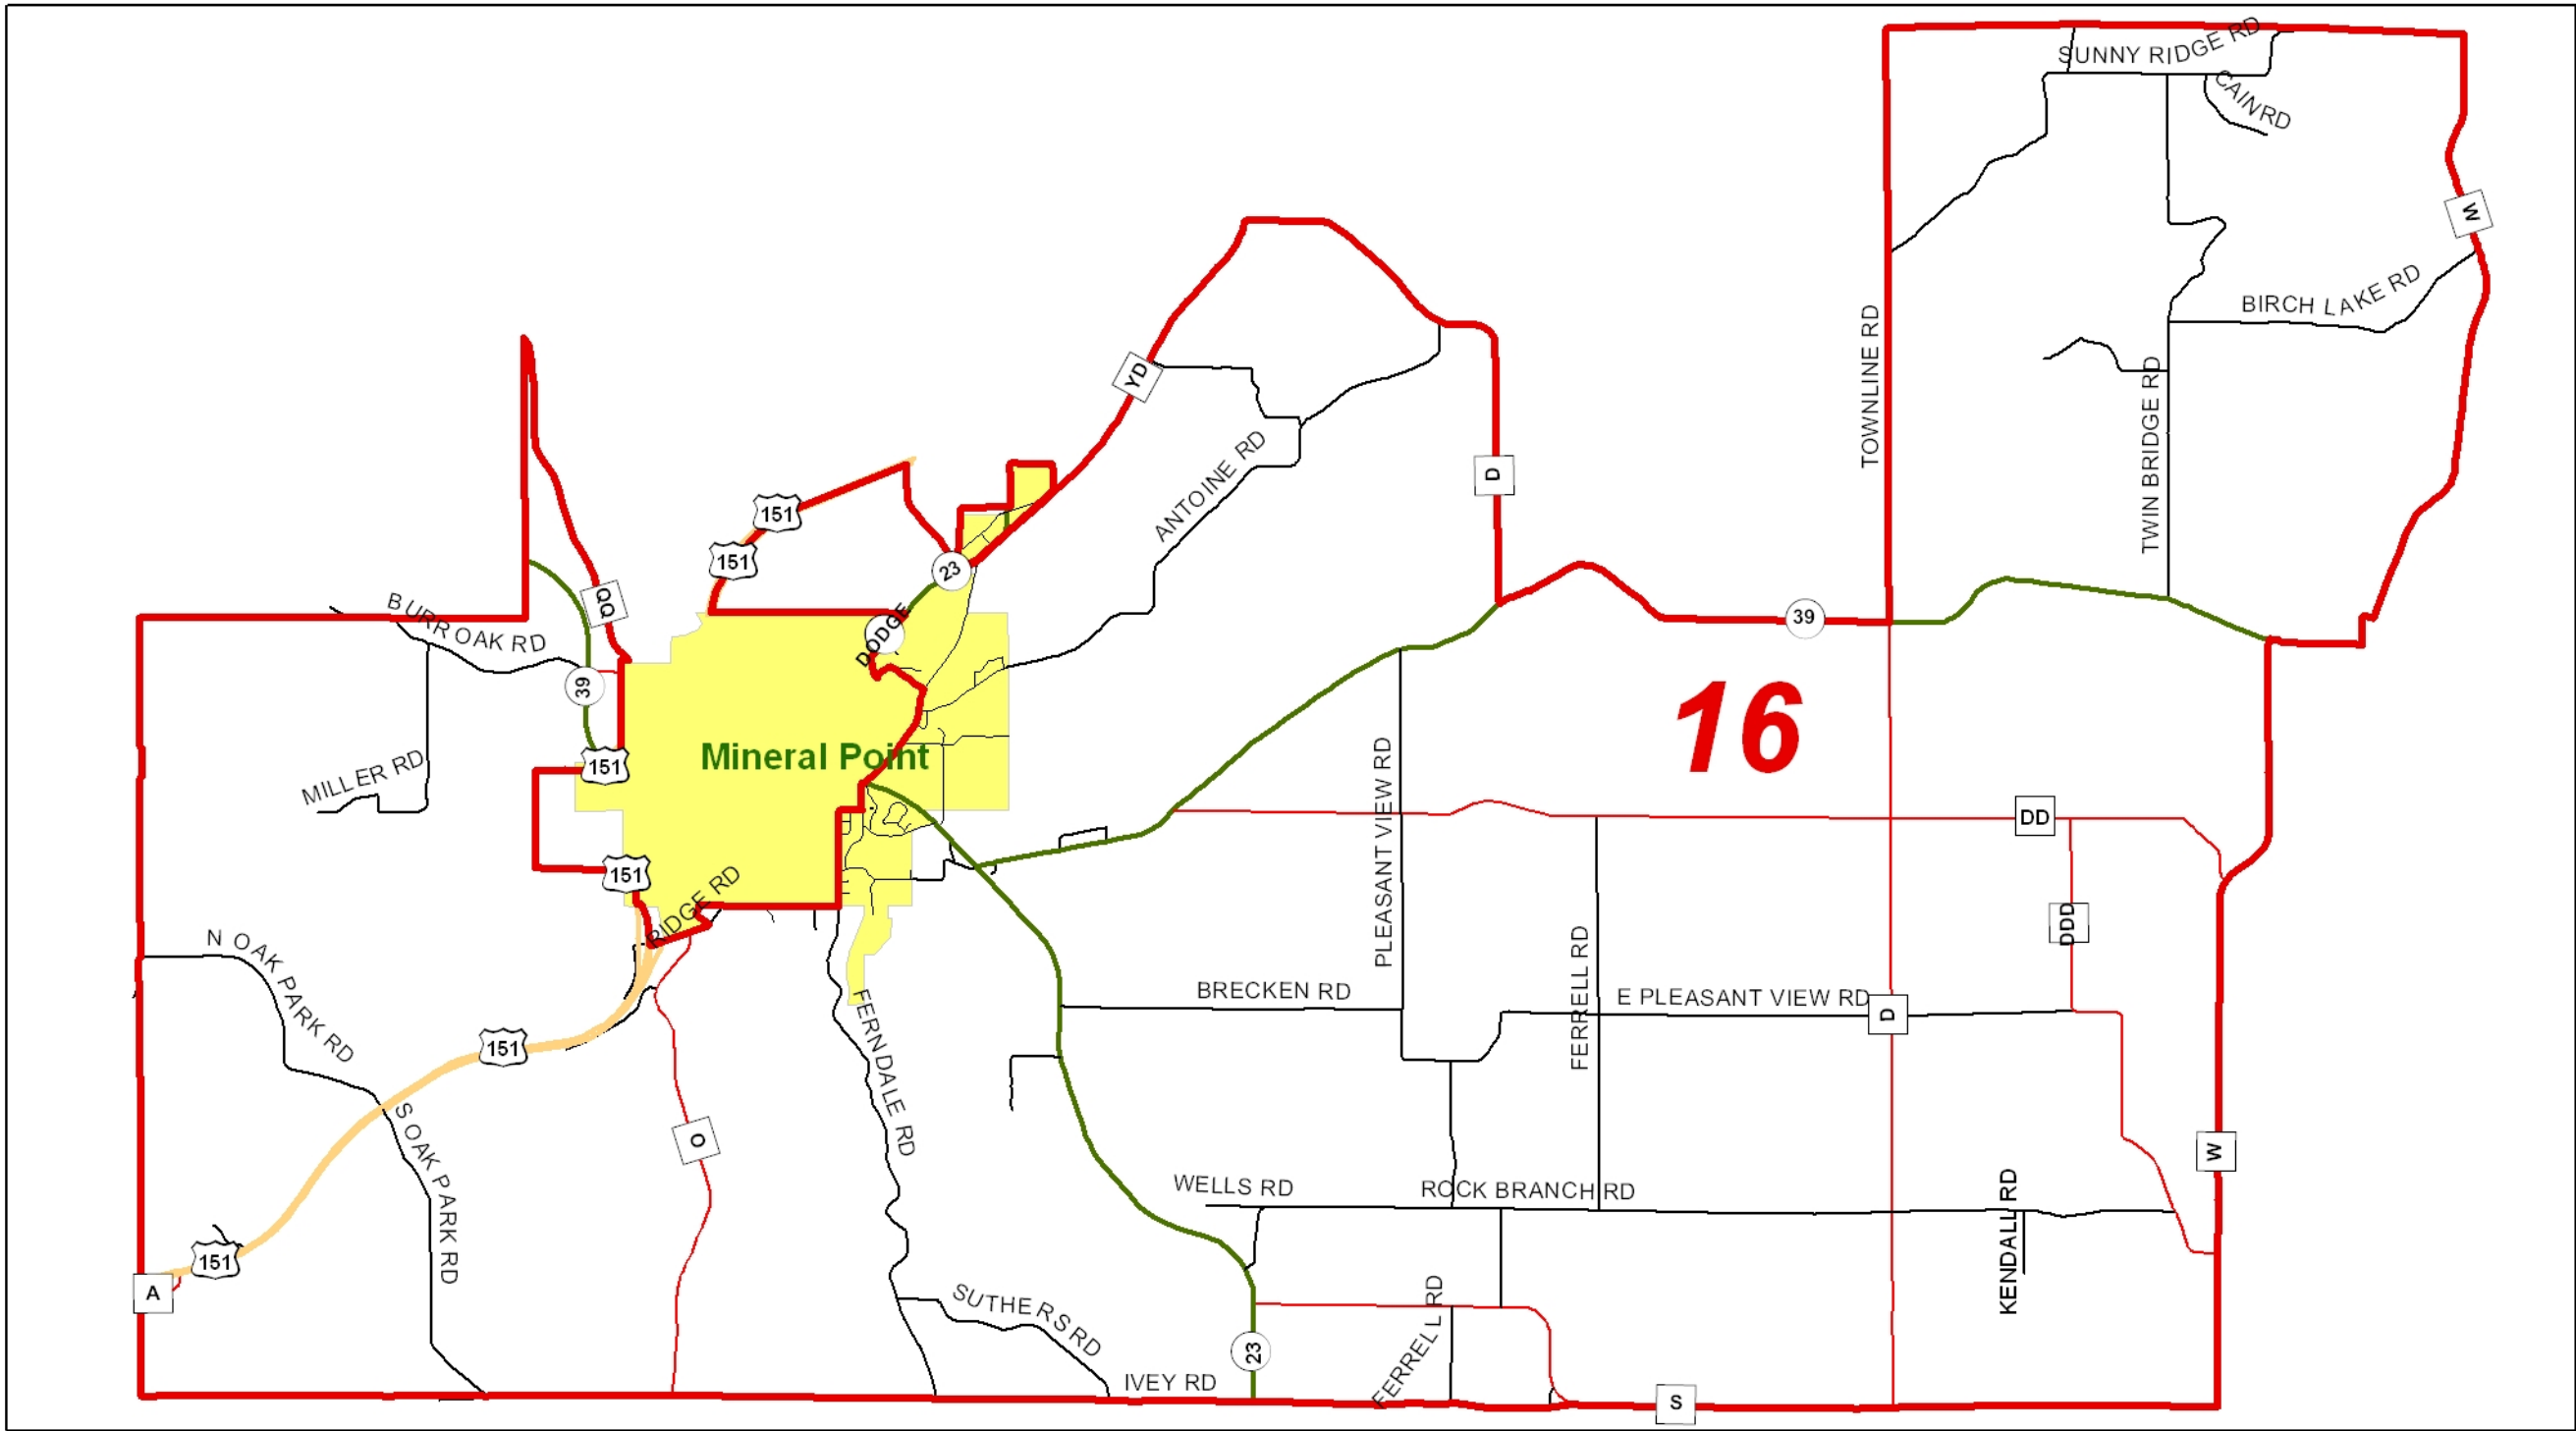 SUNNY RIDGE RD
CAIN RD
W
BIRCH LAKE RD
TOWNLINE RD
TWIN BRIDGE RD
YD
D
ANTOINE RD
151
151
23
QQ
DODGE
BURR OAK RD
39
39
16
151
Mineral Point
MILLER RD
PLEASANT VIEW RD
DD
151
RIDGE RD
DDD
N OAK PARK RD
FERRELL RD
BRECKEN RD
E PLEASANT VIEW RD
D
151
FERNDALE RD
S OAK PARK RD
O
W
WELLS RD
ROCK BRANCH RD
KENDALL RD
151
A
SUTHERS RD
FERRELL RD
23
IVEY RD
S